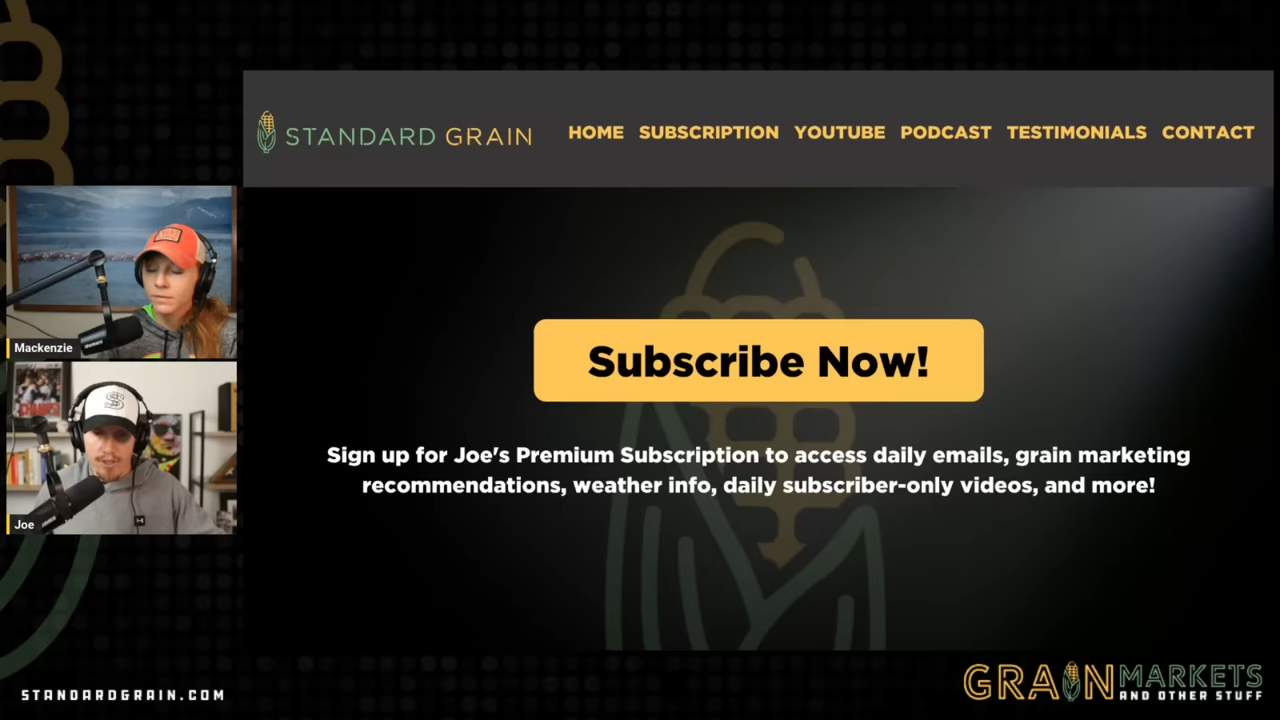 STANDARD GRAIN
HOME SUBSCRIPTION YOUTUBE PODCAST TESTIMONIALS CONTACT
Mackenzie
Joe
Subscribe Now!
Sign up for Joe's Premium Subscription to access daily emails, grain marketing
recommendations, weather info, daily subscriber-only videos, and more!
STANDARDGRAIN.COM
GRAIN MARKETS
AND OTHER STUFF